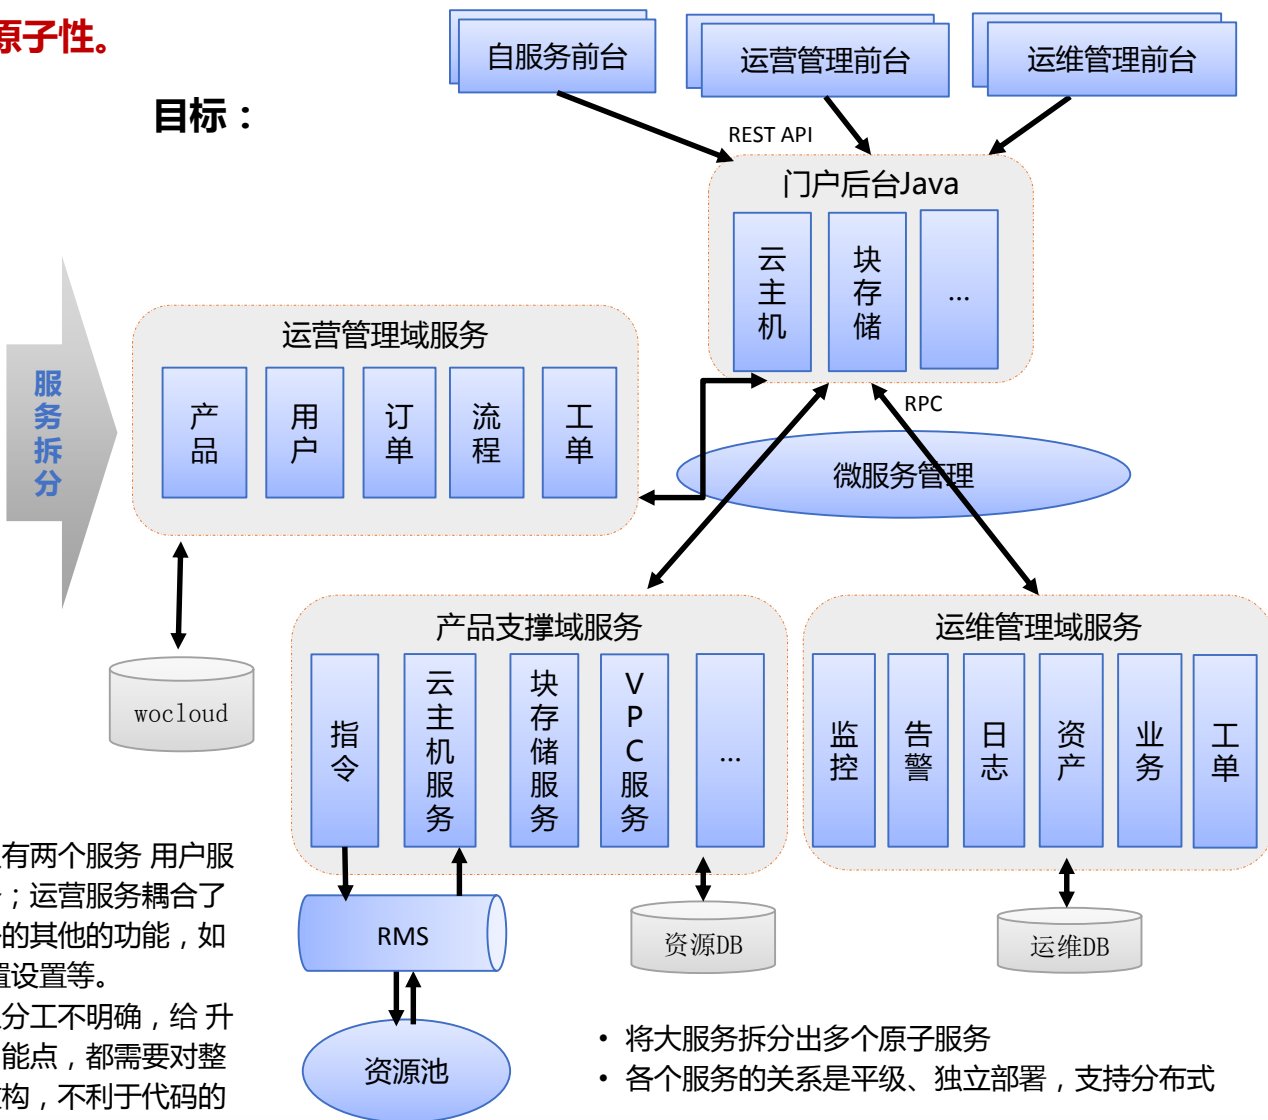 原子性。
目标：
自服务前台
运营管理前台
运维管理前台
REST API
门户后台Java
云主机
块存储
...
服务拆分
运营管理域服务
产品
用户
订单
流程
工单
RPC
微服务管理
wocloud
产品支撑域服务
指令
云主机服务
块存储服务
VPC服务
...
运维管理域服务
监控
告警
日志
资产
业务
工单
RMS
资源DB
运维DB
资源池
有两个服务 用户服
；运营服务耦合了
的其他的功能，如
置设置等。
分工不明确，给 升
能点，都需要对整
构，不利于代码的
• 将大服务拆分出多个原子服务
• 各个服务的关系是平级、独立部署，支持分布式